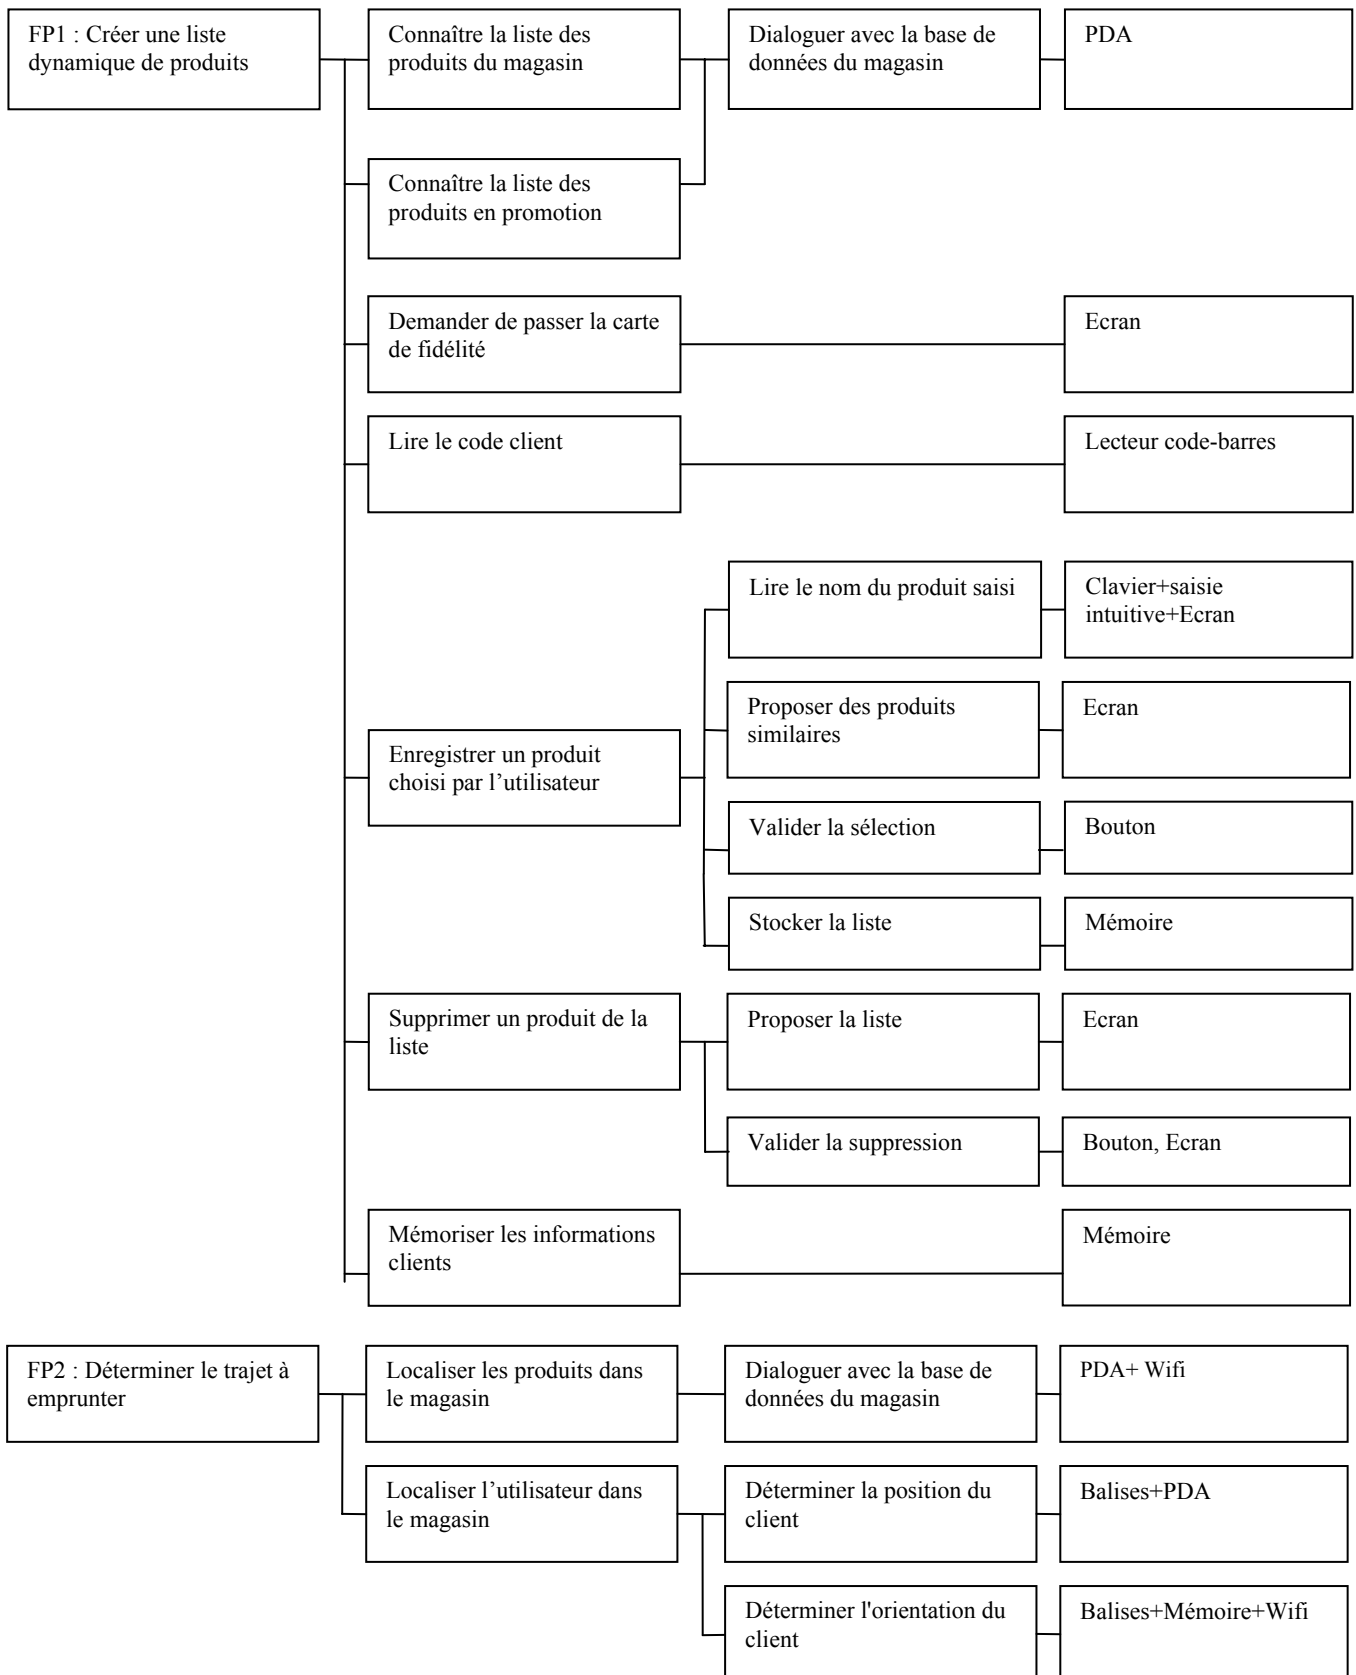 FP1 : Créer une liste
dynamique de produits
Connaître la liste des
produits du magasin
Dialoguer avec la base de
données du magasin
PDA
Connaître la liste des
produits en promotion
Demander de passer la carte
de fidélité
Ecran
Lire le code client
Lecteur code-barres
Lire le nom du produit saisi
Clavier+saisie
intuitive+Ecran
Proposer des produits
similaires
Ecran
Enregistrer un produit
choisi par l’utilisateur
Valider la sélection
Bouton
Stocker la liste
Mémoire
Supprimer un produit de la
liste
Proposer la liste
Ecran
Valider la suppression
Bouton, Ecran
Mémoriser les informations
clients
Mémoire
FP2 : Déterminer le trajet à
emprunter
Localiser les produits dans
le magasin
Dialoguer avec la base de
données du magasin
PDA+ Wifi
Localiser l’utilisateur dans
le magasin
Déterminer la position du
client
Balises+PDA
Déterminer l'orientation du
client
Balises+Mémoire+Wifi